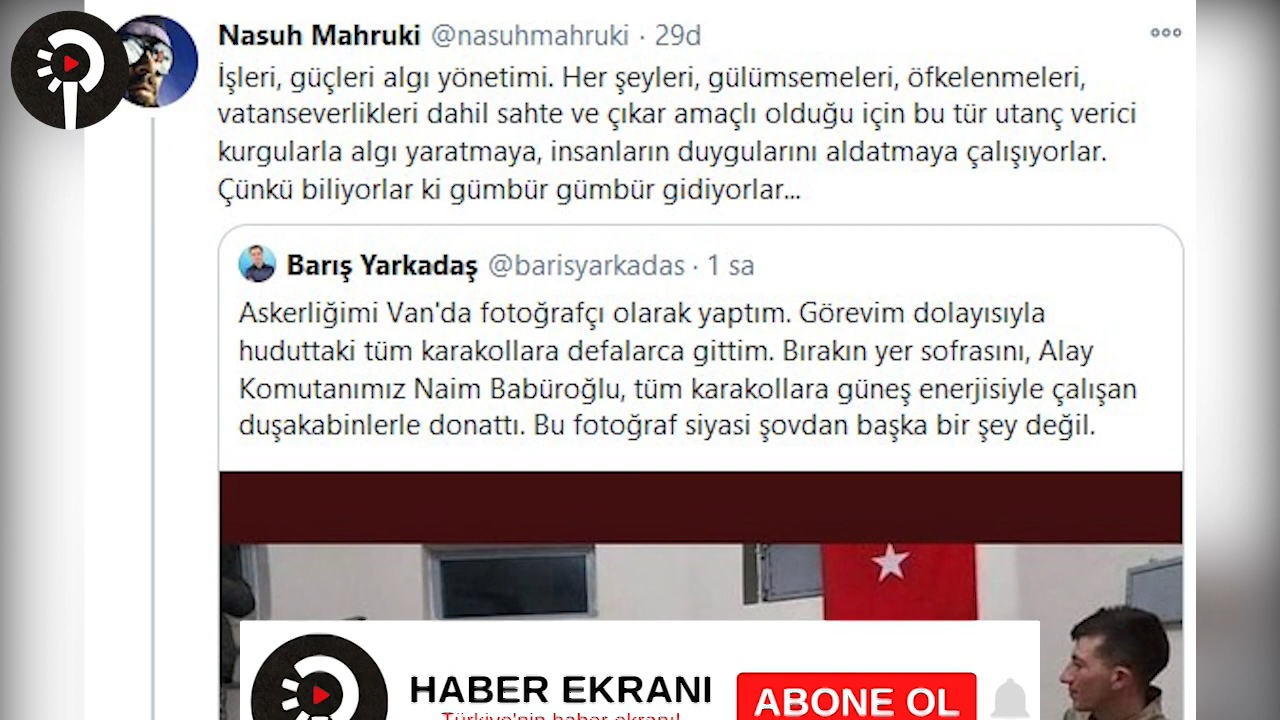 Nasuh Mahruki @nasuhmahruki · 29d
İşleri, güçleri algı yönetimi. Her şeyleri, gülümsemeleri, öfkelenmeleri,
vatanseverlikleri dahil sahte ve çıkar amaçlı olduğu için bu tür utanç verici
kurgularla algı yaratmaya, insanların duygularını aldatmaya çalışıyorlar.
Çünkü biliyorlar ki gümbür gümbür gidiyorlar...
Barış Yarkadaş @barisyarkadas · 1 sa
Askerliğimi Van'da fotoğrafçı olarak yaptım. Görevim dolayısıyla
huduttaki tüm karakollara defalarca gittim. Bırakın yer sofrasını, Alay
Komutanımız Naim Babüroğlu, tüm karakollara güneş enerjisiyle çalışan
duşakabinlerle donattı. Bu fotoğraf siyasi şovdan başka bir şey değil.
HABER EKRANI
Türkiye'nin haber ekranı!
ABONE OL